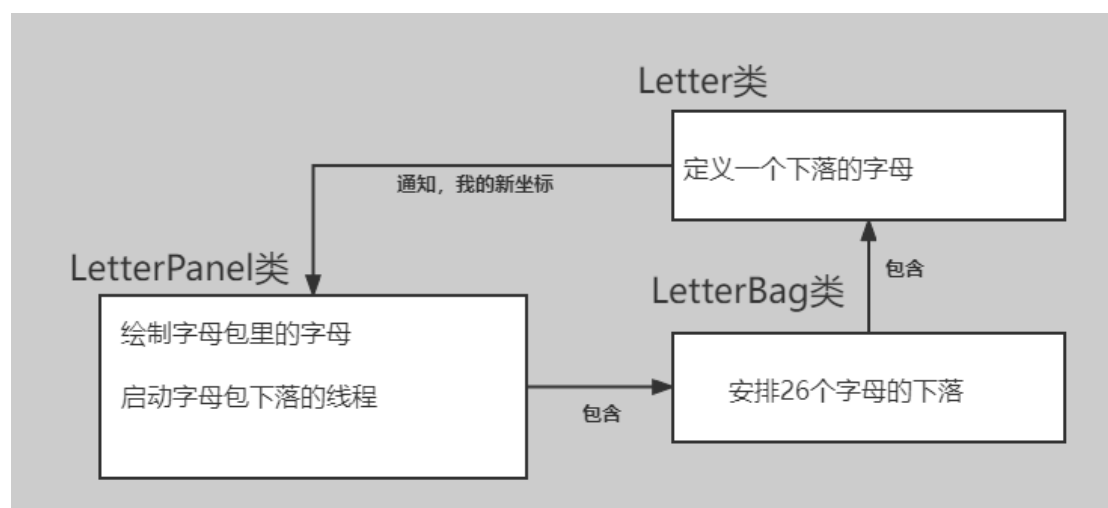 Letter类
定义一个下落的字母
通知，我的新坐标
LetterPanel类
绘制字母包里的字母
启动字母包下落的线程
包含
LetterBag类
安排26个字母的下落
包含